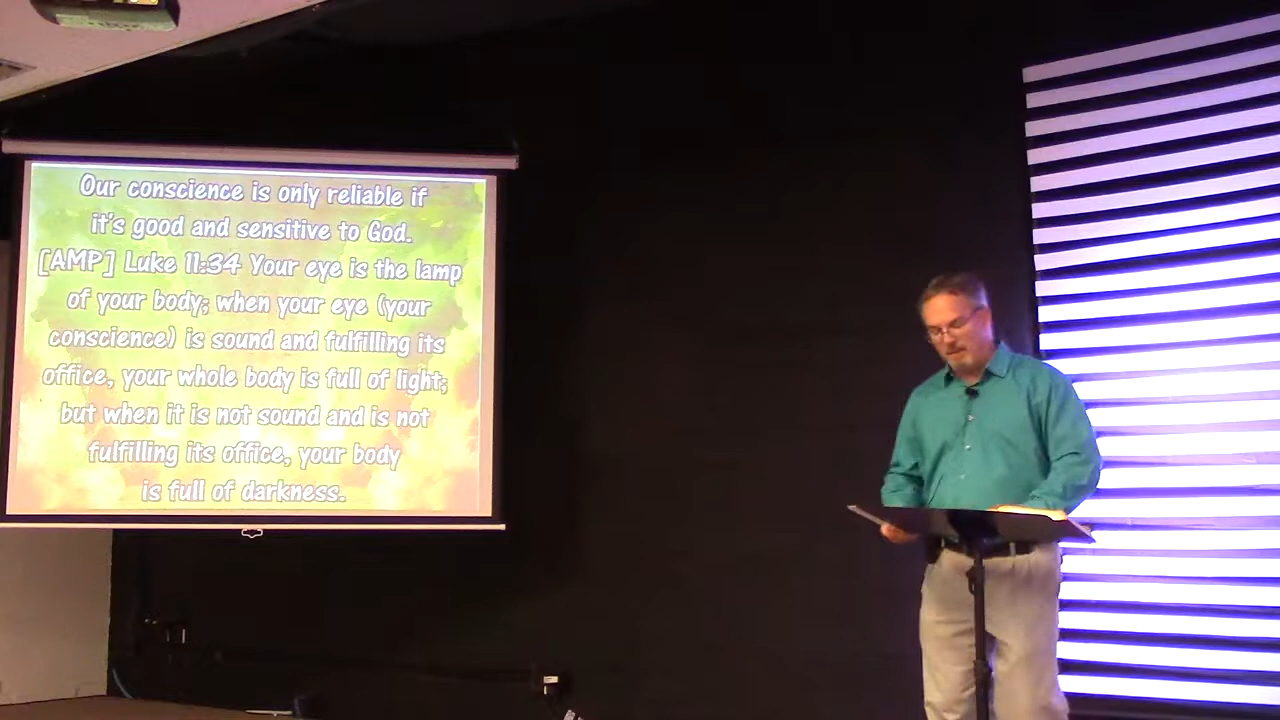 Our conscience is only reliable if
it's good and sensitive to God.
[AMP] Luke 11:34 Your eye is the lamp
of your body; when your eye (your
conscience) is sound and fulfilling its
office, your whole body is full of light;
but when it is not sound and is not
fulfilling its office, your body
is full of darkness.